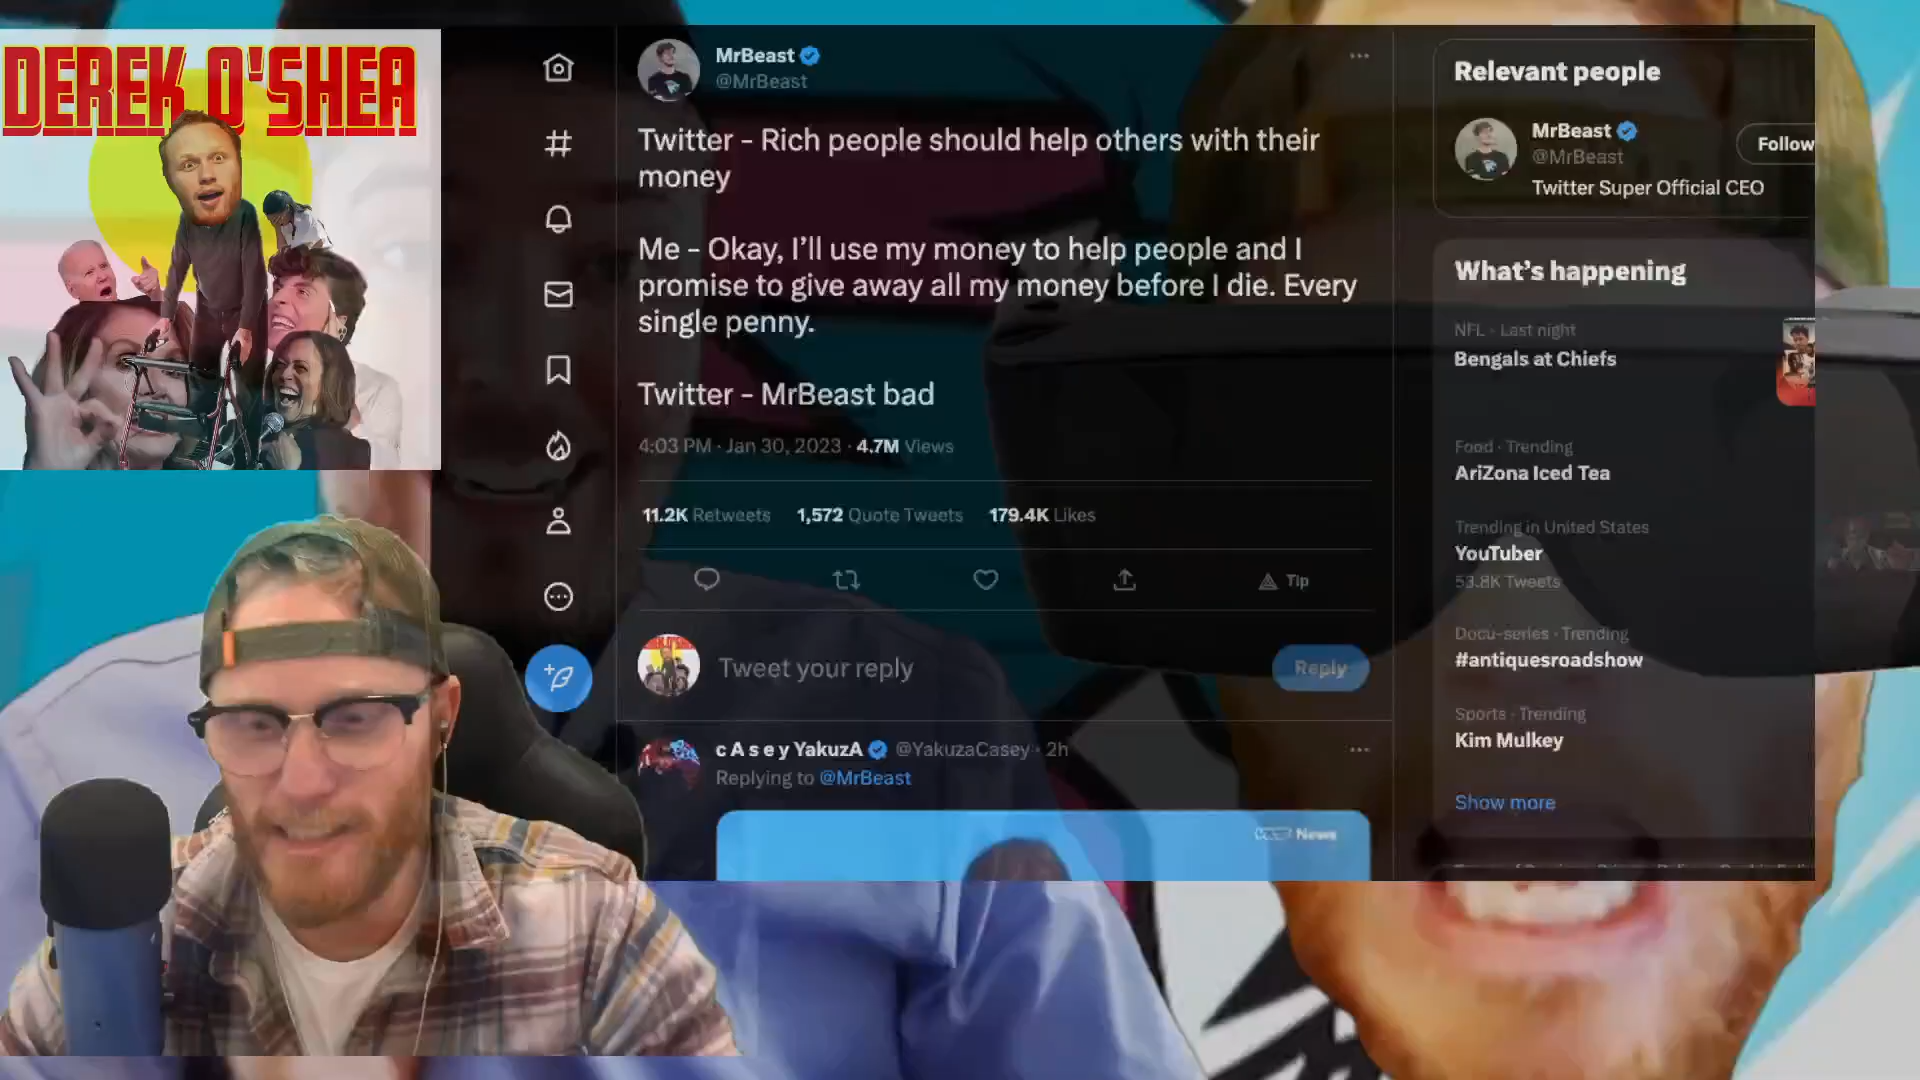 DEREK O'SHEA
MrBeast
@MrBeast
Twitter - Rich people should help others with their
money
Me - Okay, I'll use my money to help people and I
promise to give away all my money before I die. Every
single penny.
Twitter - MrBeast bad
4:03 PM · Jan 30, 2023 · 4.7M Views
11.2K Retweets 1,572 Quote Tweets 179.4K Likes
Tip
Tweet your reply
Reply
cAsey YakuzA @YakuzaCasey · 2h
Replying to @MrBeast
News
Relevant people
MrBeast
@MrBeast
Follow
Twitter Super Official CEO
What's happening
NFL · Last night
Bengals at Chiefs
Food · Trending
AriZona Iced Tea
Trending in United States
YouTuber
53.8K Tweets
Docu-series · Trending
#antiquesroadshow
Sports · Trending
Kim Mulkey
Show more